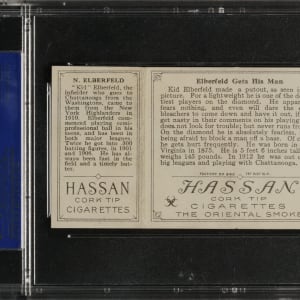 N. ELBERFELD
"Kid" Elberfeld, the
infielder who goes to
Chattanooga from the
Washingtons, came to
them from the New
York Highlanders in
1910. Elberfeld com-
menced playing semi-
professional ball in his
teens, and has been in
both major leagues.
Twice he got into 300
batting figures, in 1901
and 1906. He has al-
ways been fast in the
field and a timely bat-
ter.
HASSAN
CORK TIP
CIGARETTES
Elberfeld Gets His Man
Kid Elberfeld made a putout, as seen i
picture. For a lightweight he is one of the
tiest players on the diamond. He appear
fears nothing, and even will dare the
bleachers to come down and have it out, if
get nasty in their comments on his playing
does not look for trouble, but never runs from
On the diamond he is absolutely fearless,
being afraid to block a man off a base. Of
he gets hurt frequently. He was born in
Virginia in 1875. He is 5 feet 6 inches tall
weighs 145 pounds. In 1912 he was out o
big leagues and playing with Chattanooga,
HASSAN
CORK TIP
CIGARETTES
THE ORIENTAL SMOKE